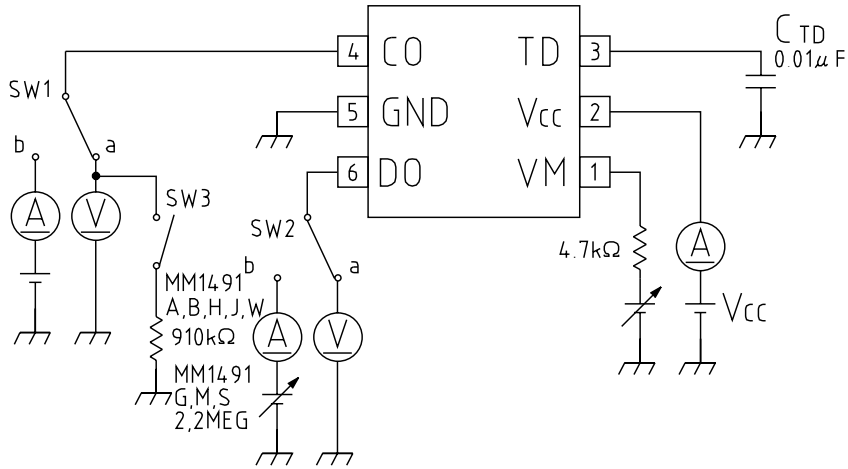 4 CO
TD 3
C TD
0.01μF
SW1
5 GND
Vcc 2
b
a
6 DO
VM 1
A
V
SW3
SW2
4.7kΩ
A
b
a
MM1491
A,B,H,J,W
910kΩ
A
V
Vcc
MM1491
G,M,S
2,2MEG